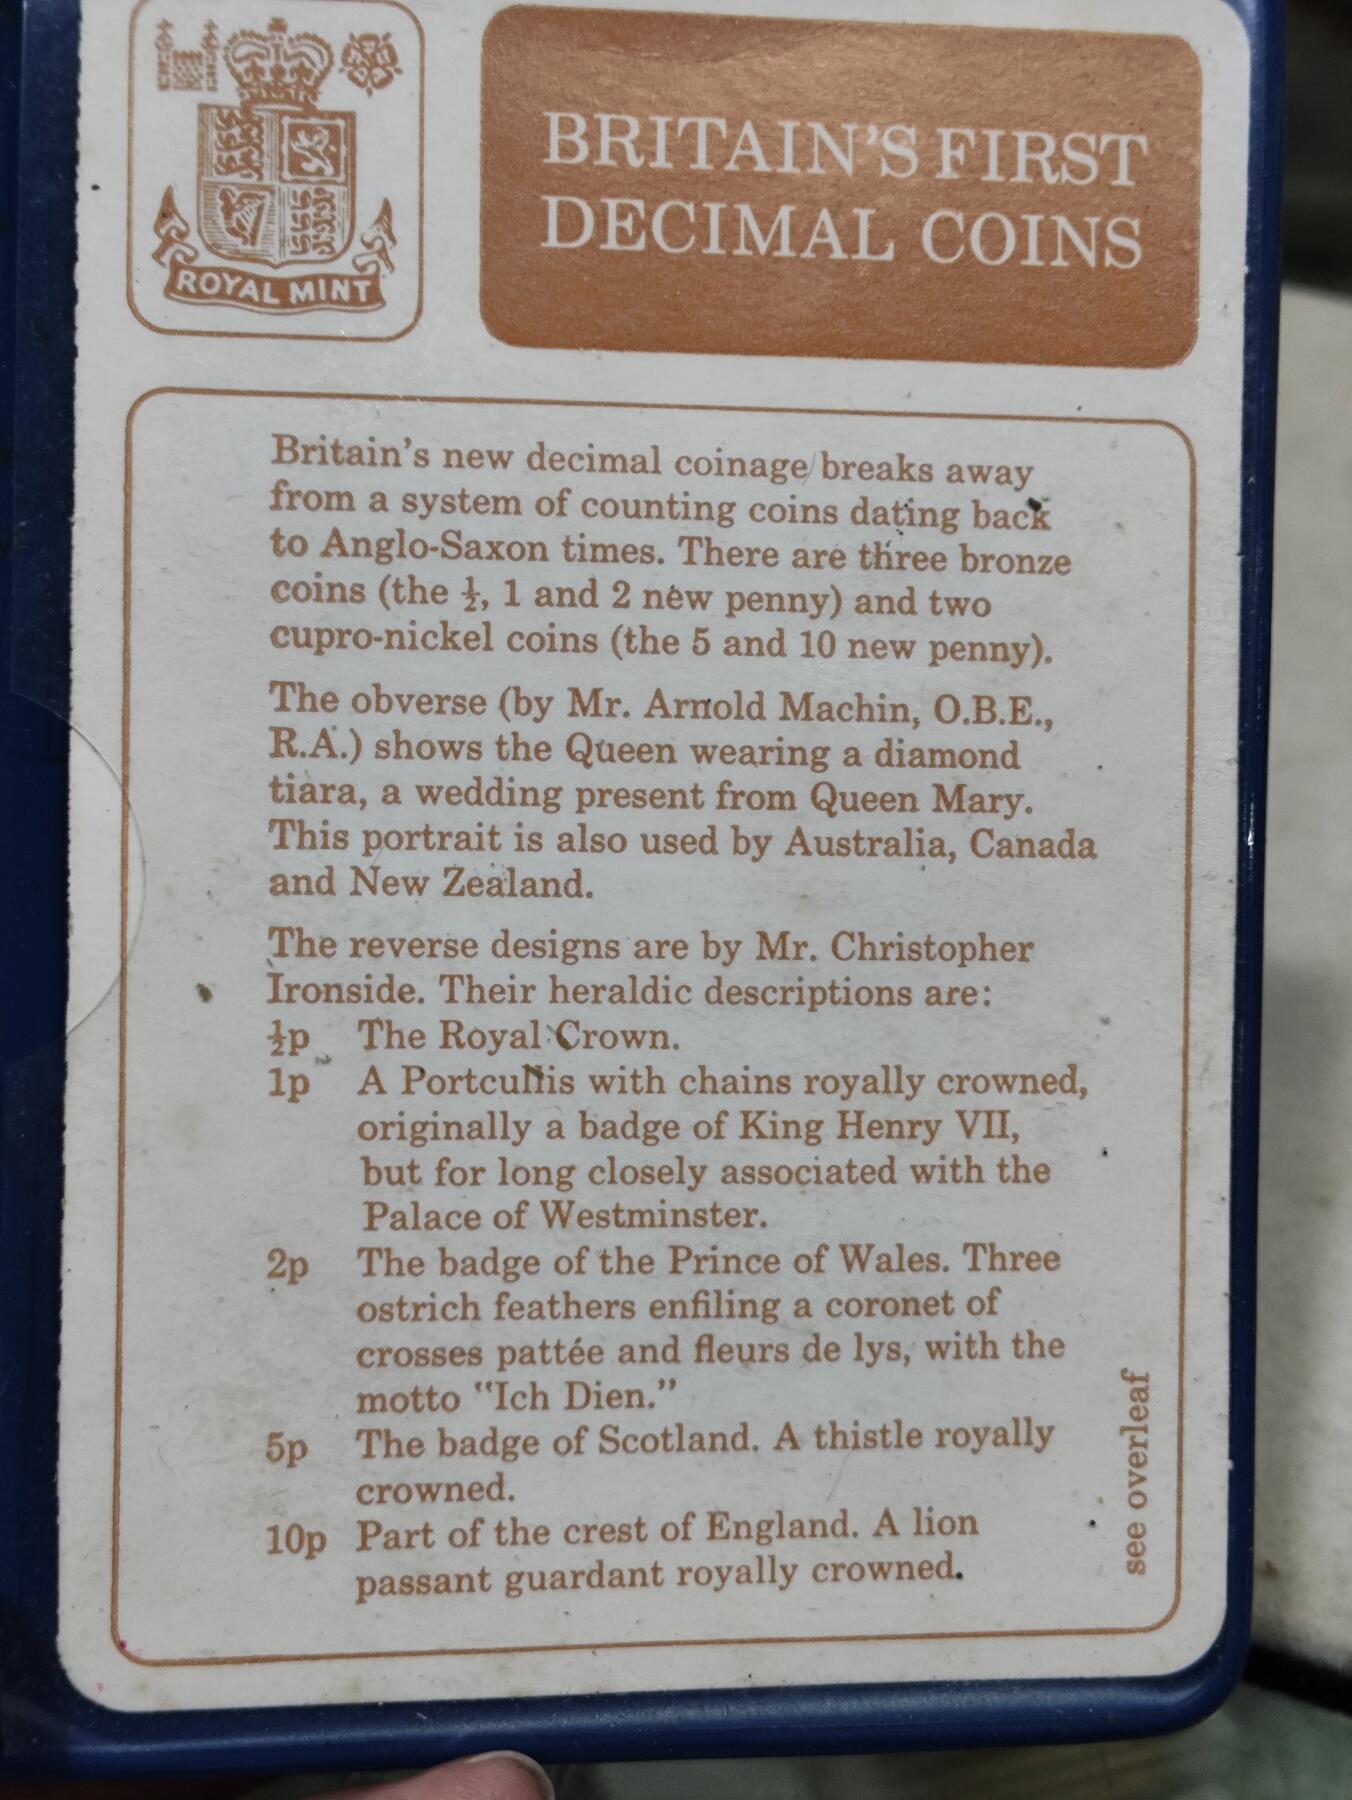 ROYAL MINT
BRITAIN'S FIRST
DECIMAL COINS
Britain's new decimal coinage breaks away
from a system of counting coins dating back
to Anglo-Saxon times. There are three bronze
coins (the ½, 1 and 2 new penny) and two
cupro-nickel coins (the 5 and 10 new penny).
The obverse (by Mr. Arnold Machin, O.B.E.,
R.A.) shows the Queen wearing a diamond
tiara, a wedding present from Queen Mary.
This portrait is also used by Australia, Canada
and New Zealand.
The reverse designs are by Mr. Christopher
Ironside. Their heraldic descriptions are:
½p The Royal Crown.
1p A Portcullis with chains royally crowned,
originally a badge of King Henry VII,
but for long closely associated with the
Palace of Westminster.
2p The badge of the Prince of Wales. Three
ostrich feathers enfiling a coronet of
crosses pattée and fleurs de lys, with the
motto "Ich Dien."
5p The badge of Scotland. A thistle royally
crowned.
10p Part of the crest of England. A lion
passant guardant royally crowned.
see overleaf